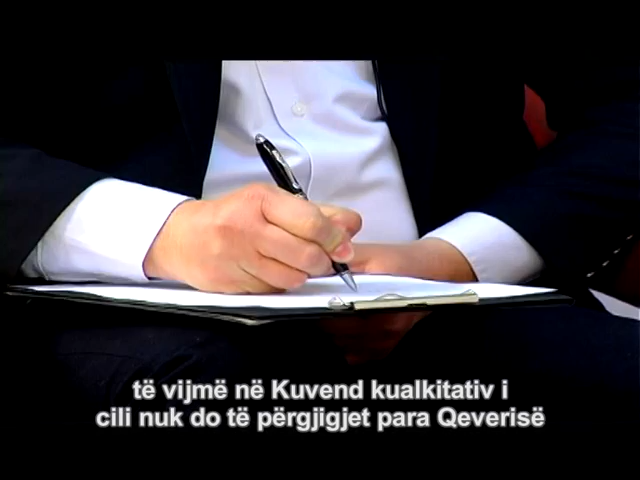 të vijmë në Kuvend kualkitativ i
cili nuk do të përgjigjet para Qeverisë